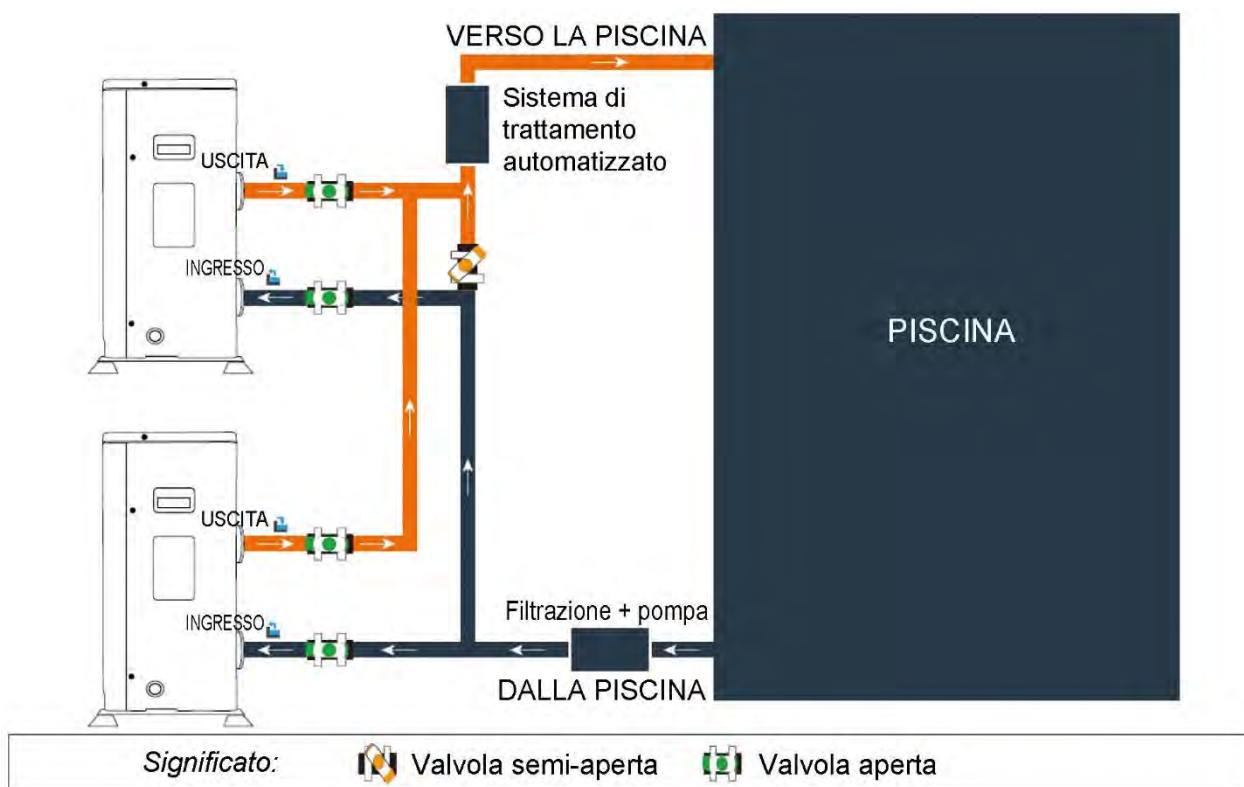 VERSO LA PISCINA
Sistema di
trattamento
automatizzato
USCITA
INGRESSO
PISCINA
USCITA
Filtrazione + pompa
INGRESSO
DALLA PISCINA
Significato: Valvola semi-aperta Valvola aperta